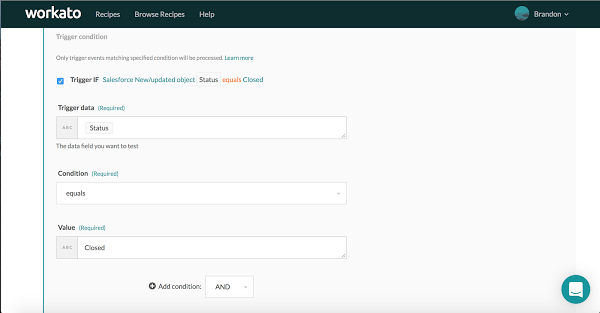 workato Recipes Browse Recipes Help Brandon
Trigger condition
Only trigger events matching specified condition will be processed. Learn more
Trigger IF Salesforce New/updated object Status equals Closed
Trigger data (Required)
ABC Status
The data field you want to test
Condition (Required)
equals
Value (Required)
ABC Closed
Add condition: AND